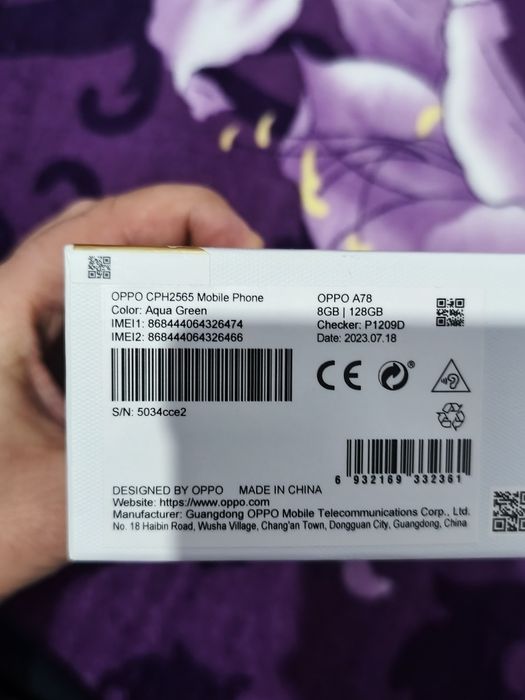 OPPO CPH2565 Mobile Phone
Color: Aqua Green
IMEI1: 868444064326474
IMEI2: 868444064326466
OPPO A78
8GB | 128GB
Checker: P1209D
Date: 2023.07.18
CE
S/N: 5034cce2
6 932169 332361
DESIGNED BY OPPO MADE IN CHINA
Website: https://www.oppo.com
Manufacturer: Guangdong OPPO Mobile Telecommunications Corp., Ltd.
No. 18 Haibin Road, Wusha Village, Chang'an Town, Dongguan City, Guangdong, China